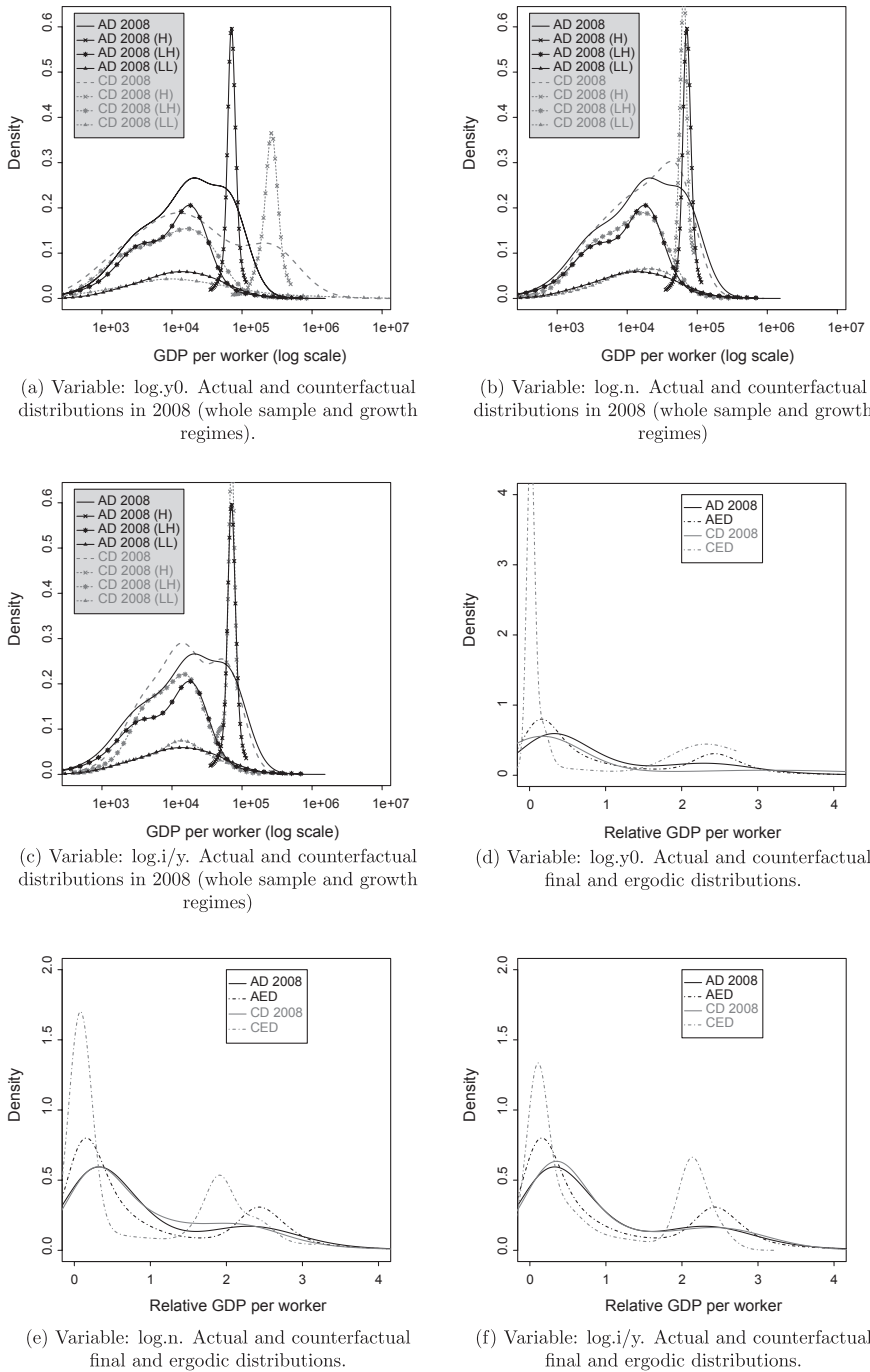 AD 2008
AD 2008 (H)
AD 2008 (LH)
AD 2008 (LL)
CD 2008
CD 2008 (H)
CD 2008 (LH)
CD 2008 (LL)
Density
0.0 0.1 0.2 0.3 0.4 0.5 0.6
1e+03 1e+04 1e+05 1e+06 1e+07
GDP per worker (log scale)
(a) Variable: log.y0. Actual and counterfactual
distributions in 2008 (whole sample and growth
regimes).
AD 2008
AD 2008 (H)
AD 2008 (LH)
AD 2008 (LL)
CD 2008
CD 2008 (H)
CD 2008 (LH)
CD 2008 (LL)
Density
0.0 0.1 0.2 0.3 0.4 0.5 0.6
1e+03 1e+04 1e+05 1e+06 1e+07
GDP per worker (log scale)
(b) Variable: log.n. Actual and counterfactual
distributions in 2008 (whole sample and growth
regimes)
AD 2008
AD 2008 (H)
AD 2008 (LH)
AD 2008 (LL)
CD 2008
CD 2008 (H)
CD 2008 (LH)
CD 2008 (LL)
Density
0.0 0.1 0.2 0.3 0.4 0.5 0.6
1e+03 1e+04 1e+05 1e+06 1e+07
GDP per worker (log scale)
(c) Variable: log.i/y. Actual and counterfactual
distributions in 2008 (whole sample and growth
regimes)
AD 2008
AED
CD 2008
CED
Density
0 1 2 3 4
0 1 2 3 4
Relative GDP per worker
(d) Variable: log.y0. Actual and counterfactual
final and ergodic distributions.
AD 2008
AED
CD 2008
CED
Density
0.0 0.5 1.0 1.5 2.0
0 1 2 3 4
Relative GDP per worker
(e) Variable: log.n. Actual and counterfactual
final and ergodic distributions.
AD 2008
AED
CD 2008
CED
Density
0.0 0.5 1.0 1.5 2.0
0 1 2 3 4
Relative GDP per worker
(f) Variable: log.i/y. Actual and counterfactual
final and ergodic distributions.